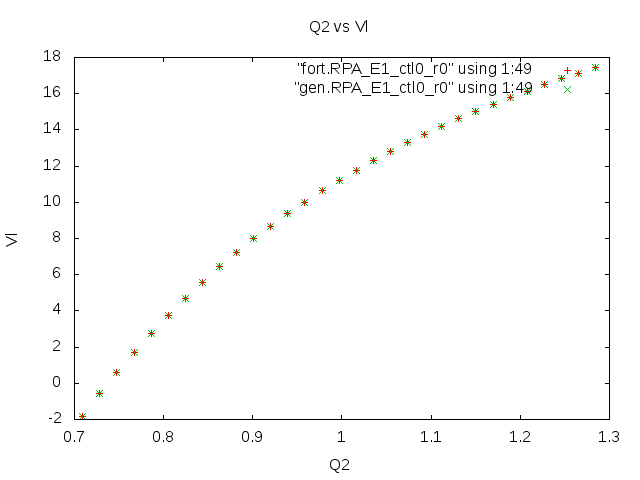 Q2 vs Vl
"fort.RPA_E1_ctl0_r0" using 1:49
"gen.RPA_E1_ctl0_r0" using 1:49
18
16
14
12
10
8
6
4
2
0
-2
Vl
0.7 0.8 0.9 1 1.1 1.2 1.3
Q2